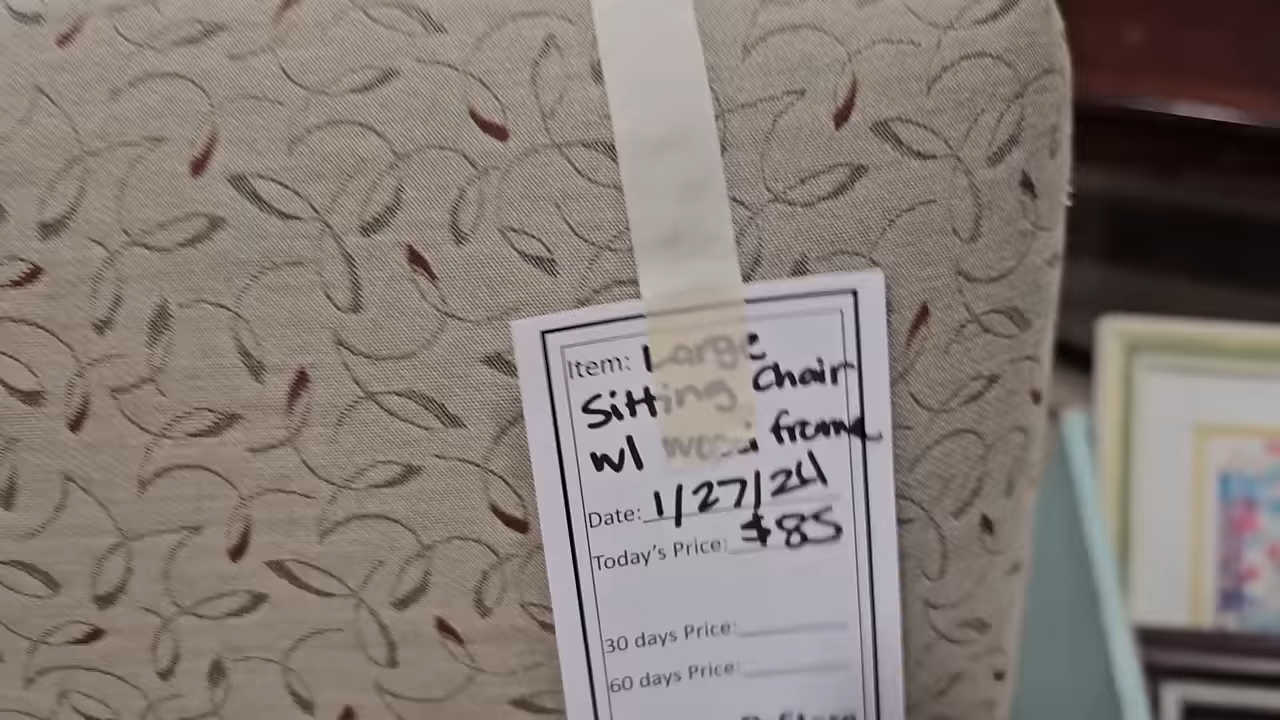 Item: Large
Sitting Chair
w/ wood frame
Date: 1/27/24
Today's Price: $85
30 days Price:
60 days Price: